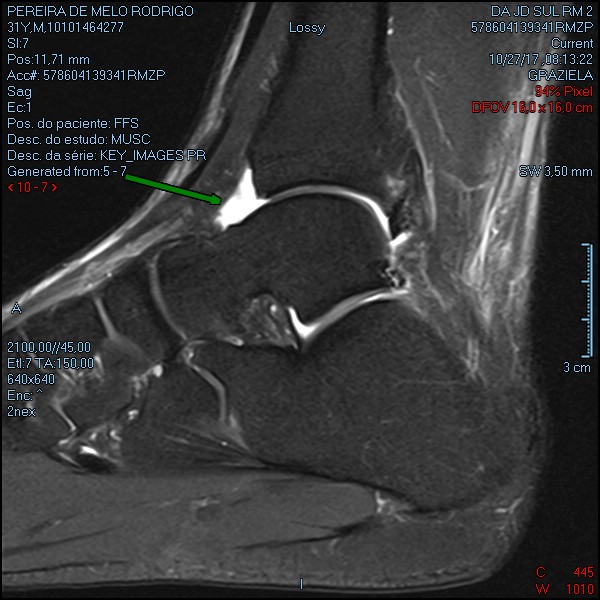 PEREIRA DE MELO RODRIGO
31Y,M,10101464277
Sl:7
Pos:11,71 mm
Acc#: 578604139341RMZP
Sag
Ec:1
Pos. do paciente: FFS
Desc. do estudo: MUSC
Desc. da série: KEY_IMAGES PR
Generated from:5 - 7
< 10 - 7 >
Lossy
DA JD SUL RM 2
578604139341RMZP
Current
10/27/17 ,08:13:22
GRAZIELA
94% Pixel
DFOV 16,0 x 16,0 cm
SW 3,50 mm
A
2100,00//45,00
Etl:7 TA:150,00
640x640
Enc: ^
2nex
3 cm
I
C 445
W 1010